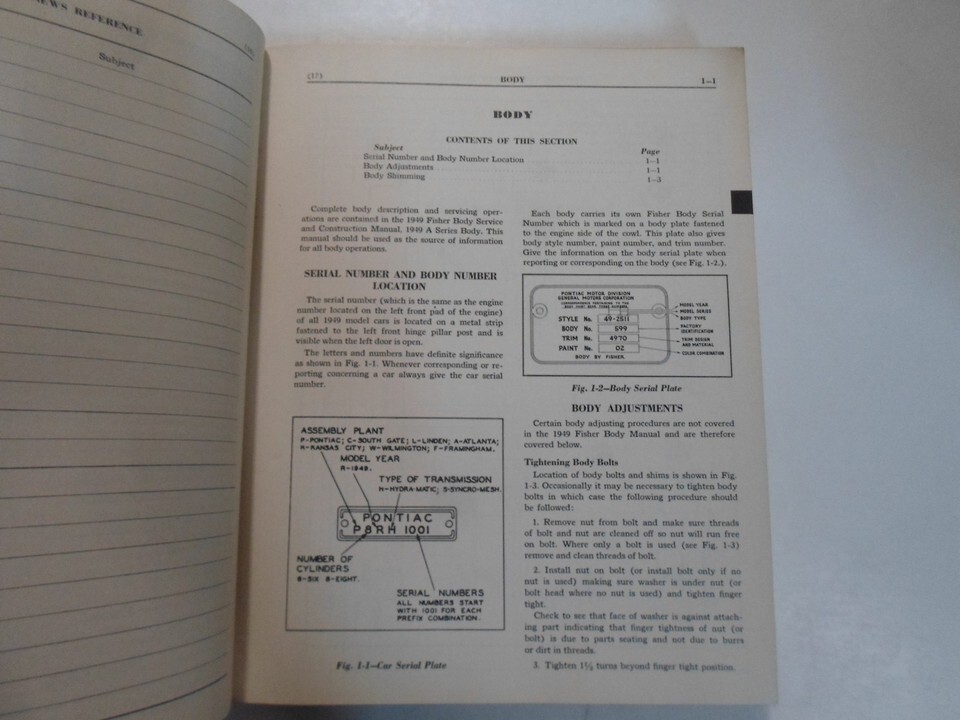 NEWS REFERENCE
Subject
(17)
BODY
1—1
BODY
CONTENTS OF THIS SECTION
Subject
Page
Serial Number and Body Number Location
1—1
Body Adjustments
1—1
Body Shimming
1—3
Complete body description and servicing oper-
ations are contained in the 1949 Fisher Body Service
and Construction Manual, 1949 A Series Body. This
manual should be used as the source of information
for all body operations.
SERIAL NUMBER AND BODY NUMBER
LOCATION
The serial number (which is the same as the engine
number located on the left front pad of the engine)
of all 1949 model cars is located on a metal strip
fastened to the left front hinge pillar post and is
visible when the left door is open.
The letters and numbers have definite significance
as shown in Fig. 1-1. Whenever corresponding or re-
porting concerning a car always give the car serial
number.
ASSEMBLY PLANT
P-PONTIAC; C-SOUTH GATE; L-LINDEN; A-ATLANTA;
K-KANSAS CITY; W-WILMINGTON; F-FRAMINGHAM.
MODEL YEAR
R-1949.
TYPE OF TRANSMISSION
H-HYDRA-MATIC; S-SYNCRO-MESH.
PONTIAC
P8RH 1001
NUMBER OF
CYLINDERS
6-SIX 8-EIGHT.
SERIAL NUMBERS
ALL NUMBERS START
WITH 1001 FOR EACH
PREFIX COMBINATION.
Fig. 1-1—Car Serial Plate
Each body carries its own Fisher Body Serial
Number which is marked on a body plate fastened
to the engine side of the cowl. This plate also gives
body style number, paint number, and trim number.
Give the information on the body serial plate when
reporting or corresponding on the body (see Fig. 1-2.).
PONTIAC MOTOR DIVISION
GENERAL MOTORS CORPORATION
CORRESPONDENCE PERTAINING TO THE
STYLE No. 49-2511
BODY No. 599
TRIM No. 4970
PAINT No. 02
BODY BY FISHER.
MODEL YEAR
MODEL SERIES
BODY TYPE
FACTORY
IDENTIFICATION
TRIM DESIGN
AND MATERIAL
COLOR COMBINATION
Fig. 1-2—Body Serial Plate
BODY ADJUSTMENTS
Certain body adjusting procedures are not covered
in the 1949 Fisher Body Manual and are therefore
covered below.
Tightening Body Bolts
Location of body bolts and shims is shown in Fig.
1-3. Occasionally it may be necessary to tighten body
bolts in which case the following procedure should
be followed:
1. Remove nut from bolt and make sure threads
of bolt and nut are cleaned off so nut will run free
on bolt. Where only a bolt is used (see Fig. 1-3)
remove and clean threads of bolt.
2. Install nut on bolt (or install bolt only if no
nut is used) making sure washer is under nut (or
bolt head where no nut is used) and tighten finger
tight.
Check to see that face of washer is against attach-
ing part indicating that finger tightness of nut (or
bolt) is due to parts seating and not due to burrs
or dirt in threads.
3. Tighten 1½ turns beyond finger tight position.